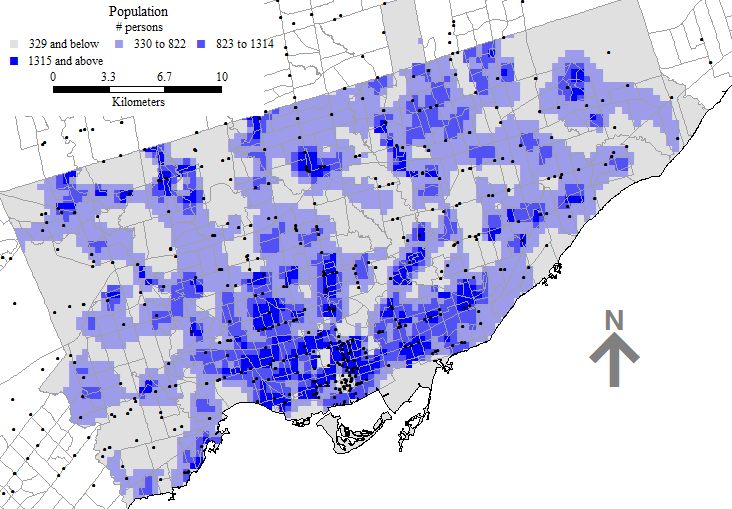 Population
# persons
329 and below 330 to 822 823 to 1314
1315 and above
0 3.3 6.7 10
Kilometers
N